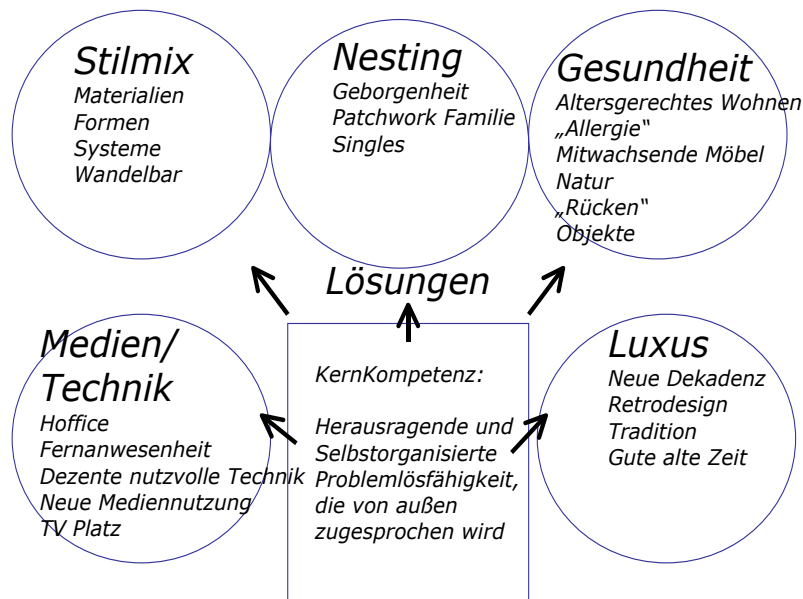 Stilmix
Materialien
Formen
Systeme
Wandelbar
Nesting
Geborgenheit
Patchwork Familie
Singles
Gesundheit
Altersgerechtes Wohnen
„Allergie“
Mitwachsende Möbel
Natur
„Rücken“
Objekte
Lösungen
Medien/
Technik
Hoffice
Fernanwesenheit
Dezente nutzvolle Technik
Neue Mediennutzung
TV Platz
KernKompetenz:
Herausragende und
Selbstorganisierte
Problemlösfähigkeit,
die von außen
zugesprochen wird
Luxus
Neue Dekadenz
Retrodesign
Tradition
Gute alte Zeit